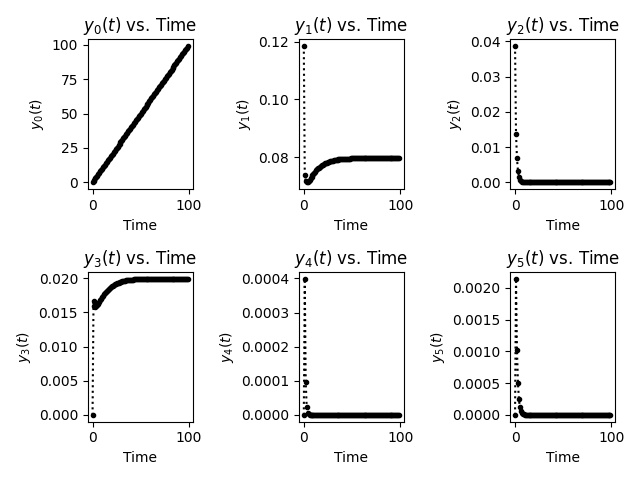 y₀(t) vs. Time
y₀(t)
100
75
50
25
0
0 100
Time
y₁(t) vs. Time
y₁(t)
0.12
0.10
0.08
0 100
Time
y₂(t) vs. Time
y₂(t)
0.04
0.03
0.02
0.01
0.00
0 100
Time
y₃(t) vs. Time
y₃(t)
0.020
0.015
0.010
0.005
0.000
0 100
Time
y₄(t) vs. Time
y₄(t)
0.0004
0.0003
0.0002
0.0001
0.0000
0 100
Time
y₅(t) vs. Time
y₅(t)
0.0020
0.0015
0.0010
0.0005
0.0000
0 100
Time